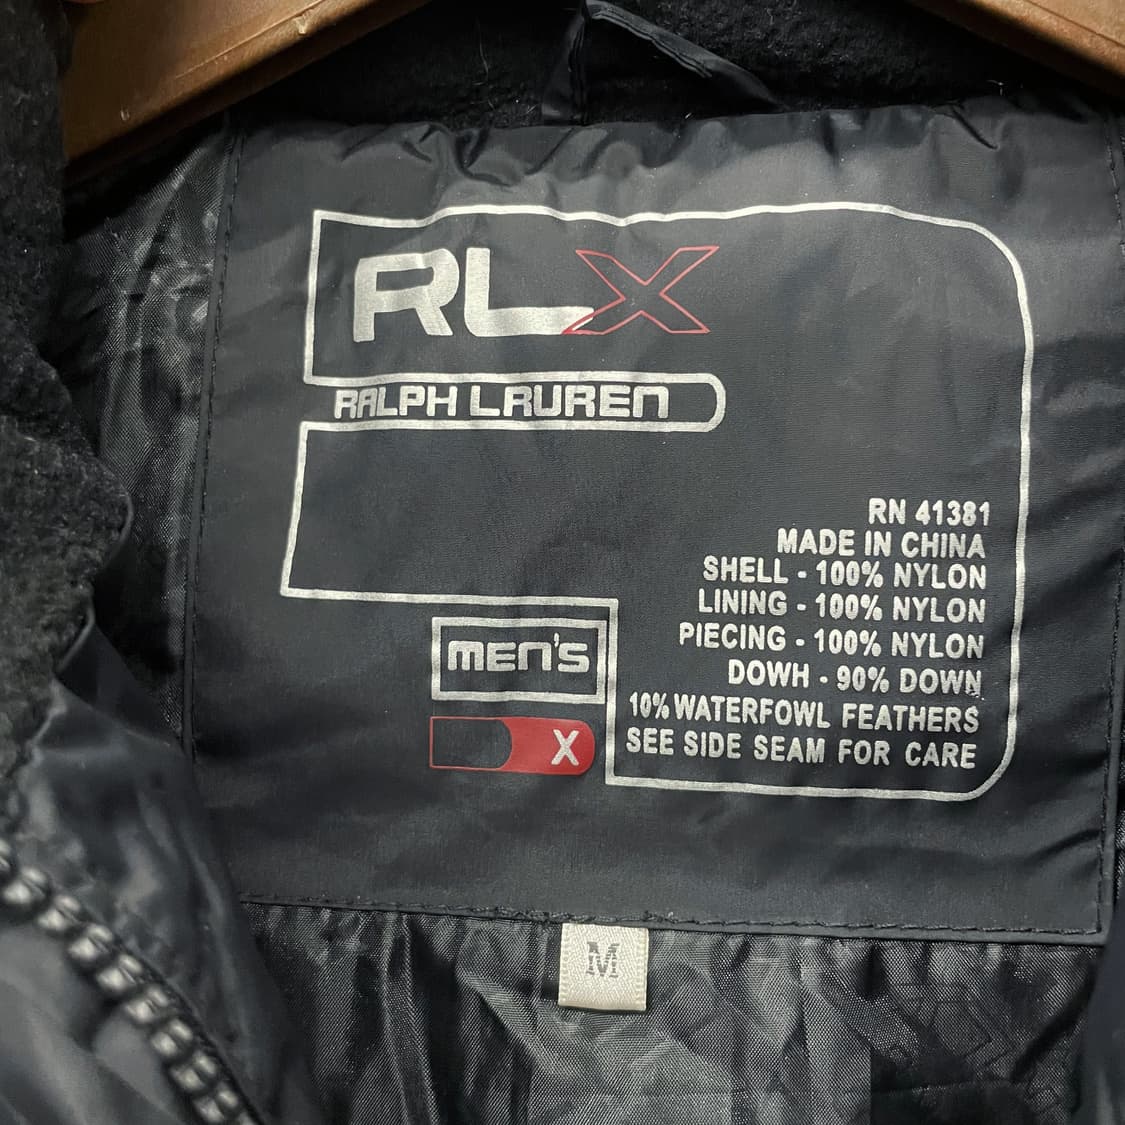 RLX
RALPH LAUREN
RN 41381
MADE IN CHINA
SHELL - 100% NYLON
LINING - 100% NYLON
PIECING - 100% NYLON
DOWH - 90% DOWN
10% WATERFOWL FEATHERS
SEE SIDE SEAM FOR CARE
MEN'S
X
M